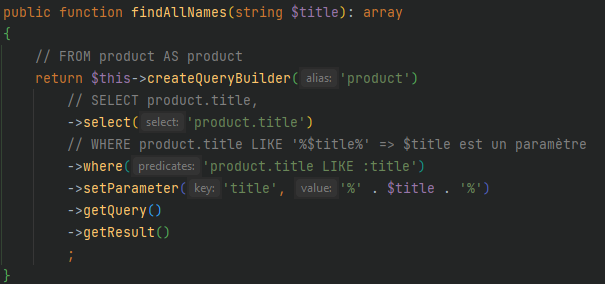 public function findAllNames(string $title): array
{
// FROM product AS product
return $this->createQueryBuilder( alias: 'product')
// SELECT product.title,
->select( select: 'product.title')
// WHERE product.title LIKE '%$title%' => $title est un paramètre
->where( predicates: 'product.title LIKE :title')
->setParameter( key: 'title', value: '%' . $title . '%')
->getQuery()
->getResult()
;
}